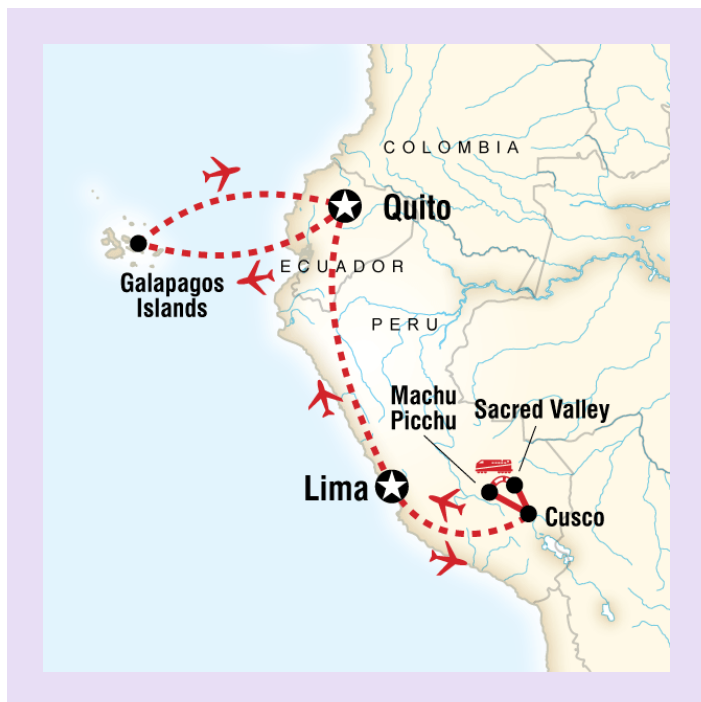 COLOMBIA
Quito
ECUADOR
Galapagos
Islands
PERU
Machu
Picchu
Sacred Valley
Lima
Cusco